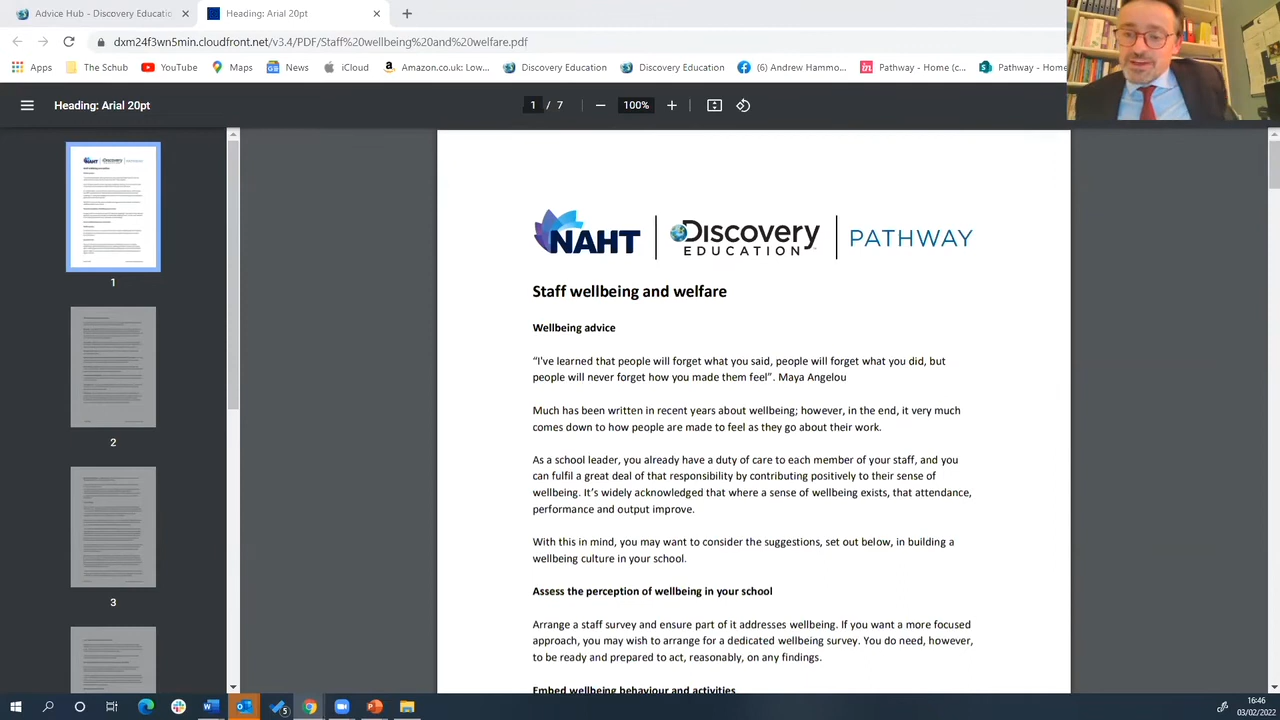 Advice Hub - Discovery Educatio
Heading: Arial 20pt
dxm24f3wn5min.cloudfront.net/v3.4/PDF/Staff%20wellbeing%20and%20welfare.pdf
Apps
The Schub
YouTube
Maps
News
iCloud
Amazon.co.uk: Low...
Discovery Education
Discovery Education
(6) Andrew Hammo...
Pathway - Home (c...
Pathway - Home
Heading: Arial 20pt
1 / 7
100%
1
2
3
NAHT
Discovery
EDUCATION
PATHWAY
Staff wellbeing and welfare
Wellbeing advice
“I’ve learned that people will forget what you said, people will forget what you did, but
people will never forget how you made them feel”. Maya Angelou
Much has been written in recent years about wellbeing; however, in the end, it very much
comes down to how people are made to feel as they go about their work.
As a school leader, you already have a duty of care to each member of your staff, and you
can fulfil a great deal of that responsibility by contributing positively to their sense of
wellbeing. It’s widely acknowledged that where a sense of wellbeing exists, that attendance,
performance and output improve.
With this in mind, you may want to consider the suggestions, set out below, in building a
wellbeing culture in your school.
Assess the perception of wellbeing in your school
Arrange a staff survey and ensure part of it addresses wellbeing. If you want a more focused
approach, you may wish to arrange for a dedicated wellbeing survey. You do need, however,
to be ready and prepared to act, reasonably, on any findings.
Embed wellbeing behaviour and activities
16:46
03/02/2022